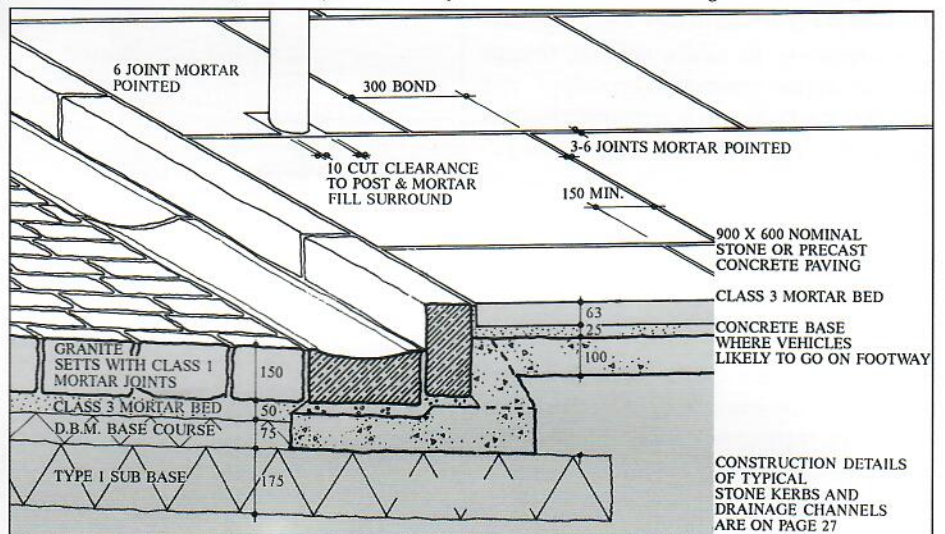 6 JOINT MORTAR
POINTED
300 BOND
3-6 JOINTS MORTAR POINTED
10 CUT CLEARANCE
TO POST & MORTAR
FILL SURROUND
150 MIN.
900 X 600 NOMINAL
STONE OR PRECAST
CONCRETE PAVING
CLASS 3 MORTAR BED
63
25
100
CONCRETE BASE
WHERE VEHICLES
LIKELY TO GO ON FOOTWAY
GRANITE
SETTS WITH CLASS 1
MORTAR JOINTS
150
CLASS 3 MORTAR BED
50
D.B.M. BASE COURSE
75
TYPE 1 SUB BASE
175
CONSTRUCTION DETAILS
OF TYPICAL
STONE KERBS AND
DRAINAGE CHANNELS
ARE ON PAGE 27